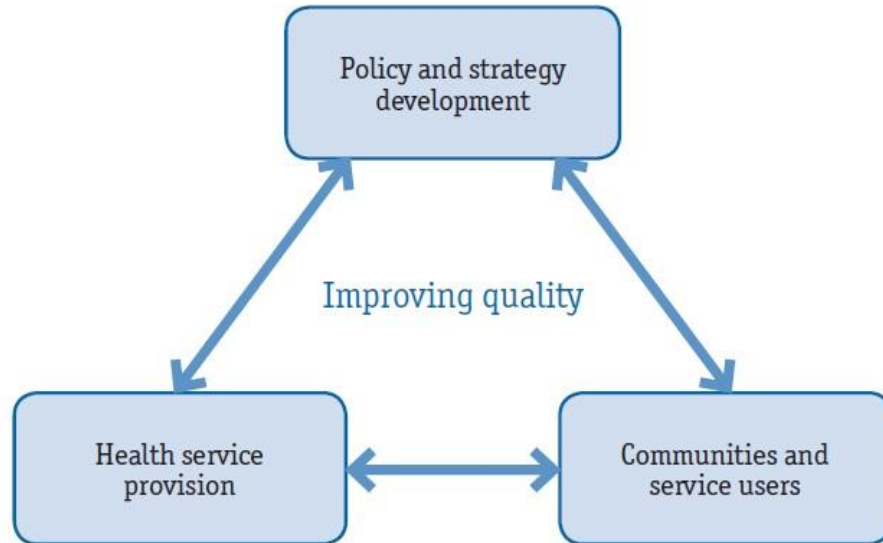 Policy and strategy
development
Improving quality
Health service
provision
Communities and
service users